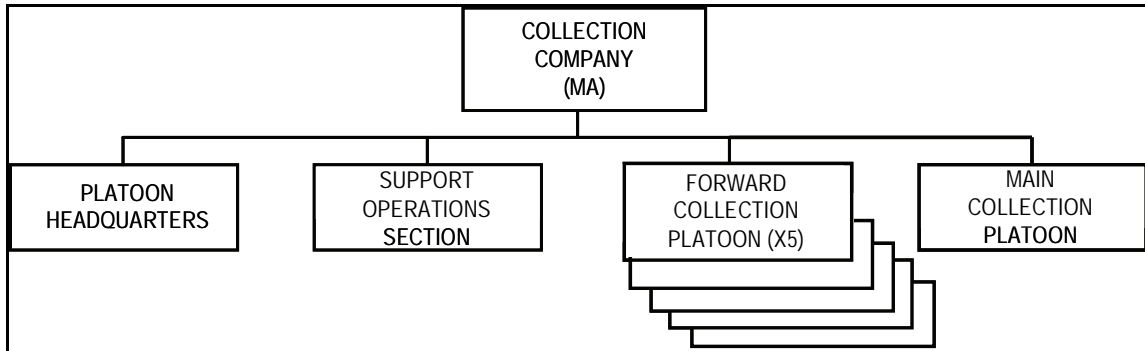 COLLECTION
COMPANY
(MA)
PLATOON
HEADQUARTERS
SUPPORT
OPERATIONS
SECTION
FORWARD
COLLECTION
PLATOON (X5)
MAIN
COLLECTION
PLATOON